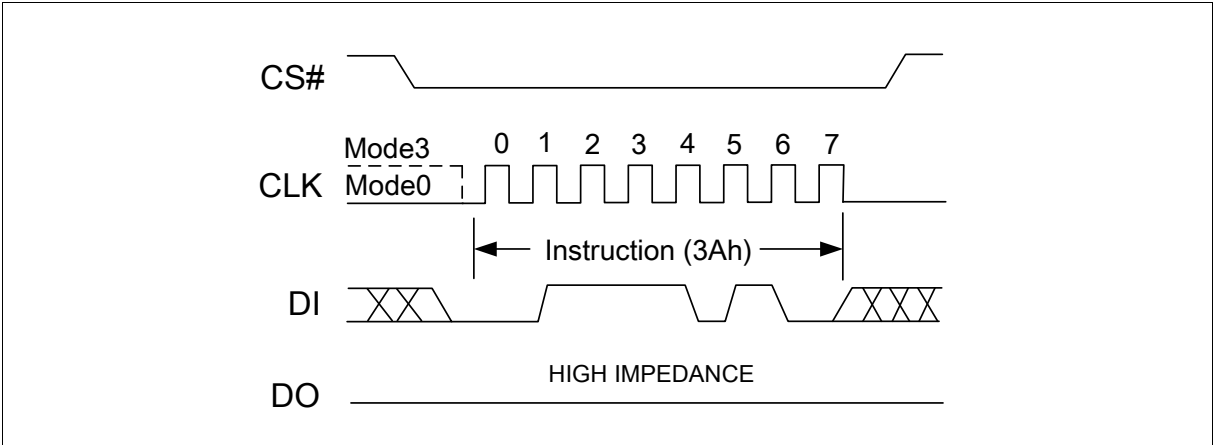 CS#
0 1 2 3 4 5 6 7
Mode3
CLK Mode0
Instruction (3Ah)
DI
HIGH IMPEDANCE
DO